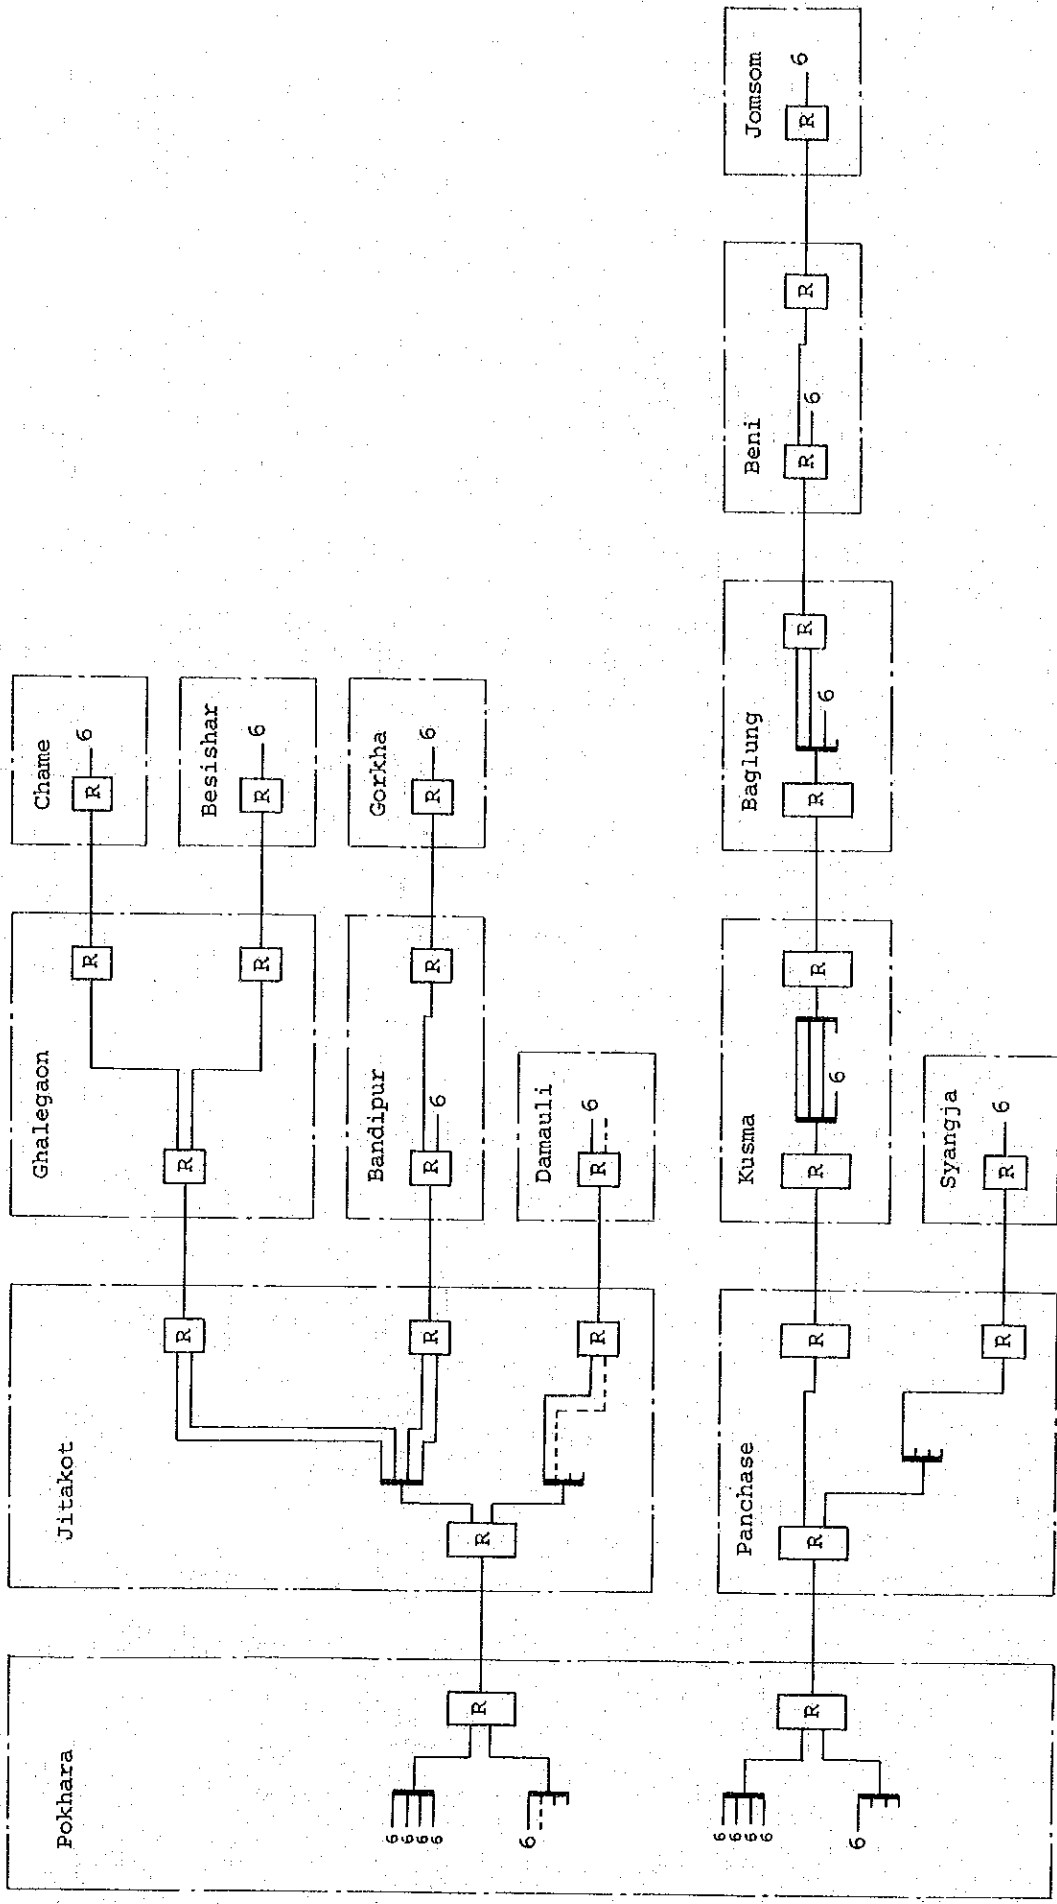 Pokhara
6
6
6
6
R
6
6
6
6
6
R
6
Jitakot
R
R
R
R
Ghalegaon
R
R
R
Chame
R 6
Besishar
R 6
Bandipur
R 6 R
Gorkha
R 6
Damauli
R 6
Panchase
R R
R
Kusma
R 6 R
Syangja
R 6
Baglung
R 6 R
Beni
R 6 R
Jomsom
R 6